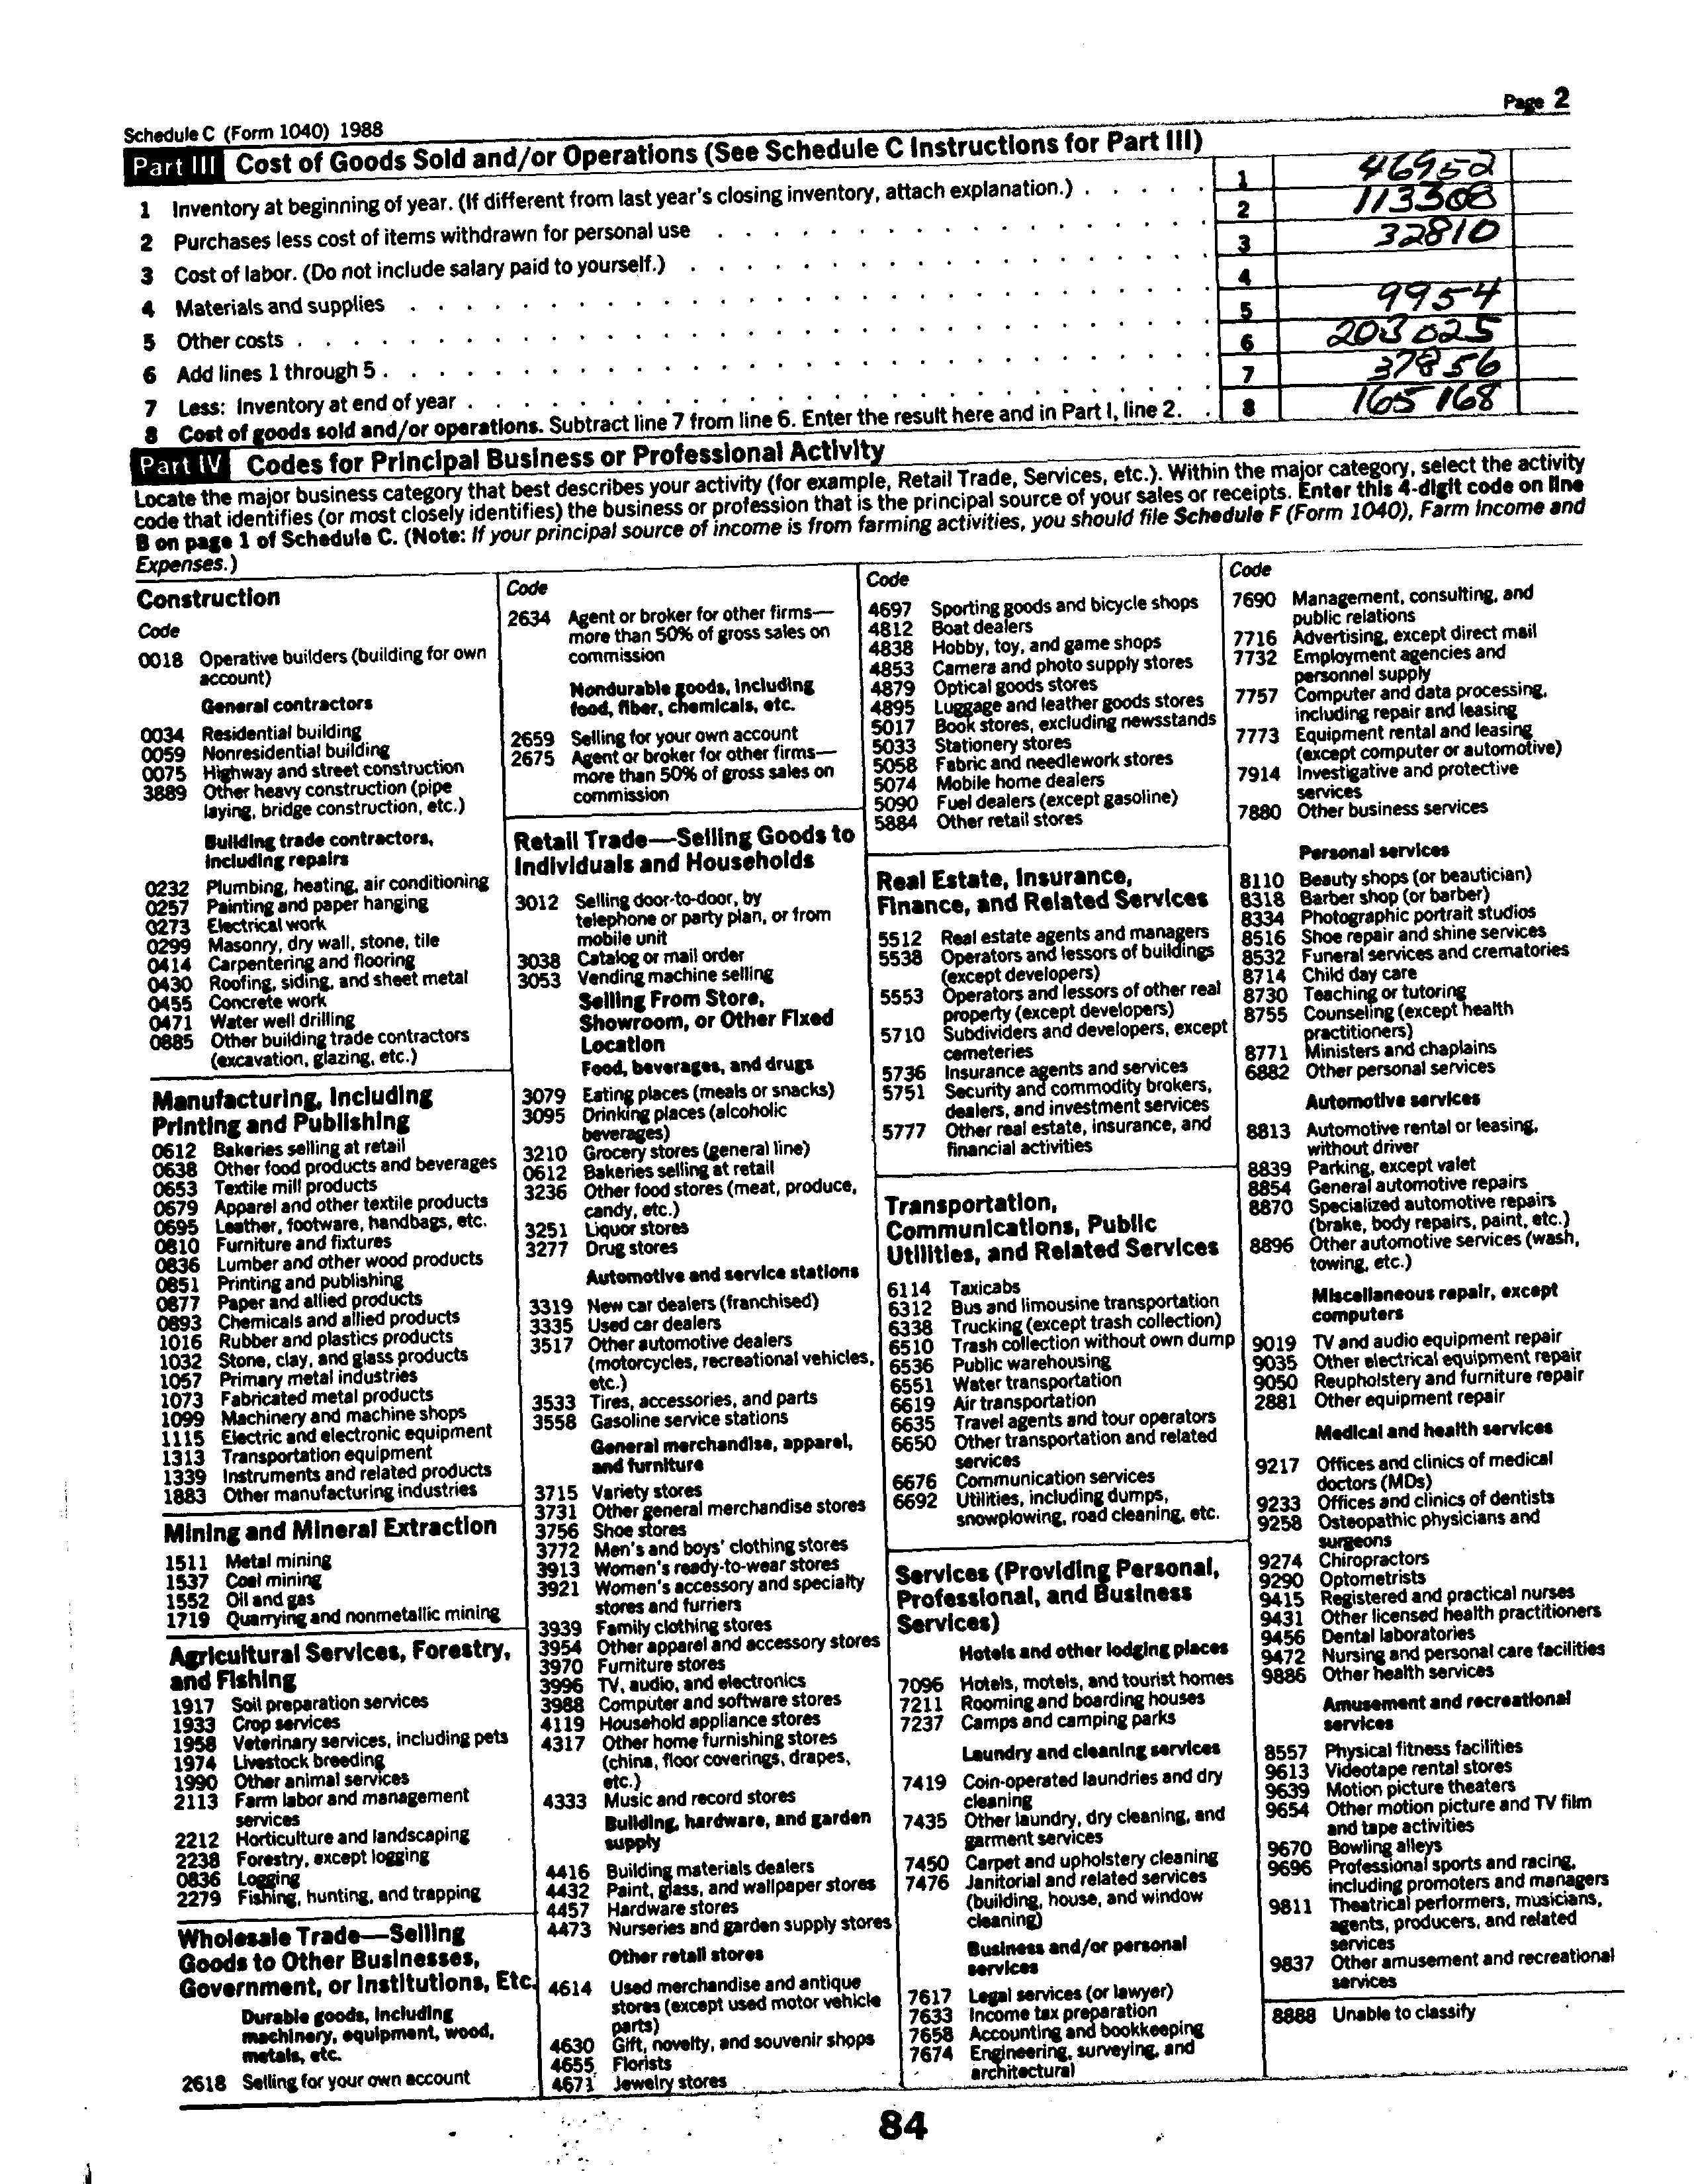 Page 2
Schedule C (Form 1040) 1988
Part III Cost of Goods Sold and/or Operations (See Schedule C Instructions for Part III)
1 Inventory at beginning of year. (If different from last year's closing inventory, attach explanation.) . . . . . 1 46952
2 Purchases less cost of items withdrawn for personal use 2 113308
3 Cost of labor. (Do not include salary paid to yourself.) 3 32810
4 Materials and supplies 4
5 Other costs 5 9954
6 Add lines 1 through 5 6 203025
7 Less: Inventory at end of year 7 37856
8 Cost of goods sold and/or operations. Subtract line 7 from line 6. Enter the result here and in Part I, line 2. . 8 165168
Part IV Codes for Principal Business or Professional Activity
Locate the major business category that best describes your activity (for example, Retail Trade, Services, etc.). Within the major category, select the activity
code that identifies (or most closely identifies) the business or profession that is the principal source of your sales or receipts. Enter this 4-digit code on line
B on page 1 of Schedule C. (Note: If your principal source of income is from farming activities, you should file Schedule F (Form 1040), Farm Income and
Expenses.)
Construction
Code
0018 Operative builders (building for own
account)
General contractors
0034 Residential building
0059 Nonresidential building
0075 Highway and street construction
3889 Other heavy construction (pipe
laying, bridge construction, etc.)
Building trade contractors,
including repairs
0232 Plumbing, heating, air conditioning
0257 Painting and paper hanging
0273 Electrical work
0299 Masonry, dry wall, stone, tile
0414 Carpentering and flooring
0430 Roofing, siding, and sheet metal
0455 Concrete work
0471 Water well drilling
0885 Other building trade contractors
(excavation, glazing, etc.)
Manufacturing, Including
Printing and Publishing
0612 Bakeries selling at retail
0638 Other food products and beverages
0653 Textile mill products
0679 Apparel and other textile products
0695 Leather, footware, handbags, etc.
0810 Furniture and fixtures
0836 Lumber and other wood products
0851 Printing and publishing
0877 Paper and allied products
0893 Chemicals and allied products
1016 Rubber and plastics products
1032 Stone, clay, and glass products
1057 Primary metal industries
1073 Fabricated metal products
1099 Machinery and machine shops
1115 Electric and electronic equipment
1313 Transportation equipment
1339 Instruments and related products
1883 Other manufacturing industries
Mining and Mineral Extraction
1511 Metal mining
1537 Coal mining
1552 Oil and gas
1719 Quarrying and nonmetallic mining
Agricultural Services, Forestry,
and Fishing
1917 Soil preparation services
1933 Crop services
1958 Veterinary services, including pets
1974 Livestock breeding
1990 Other animal services
2113 Farm labor and management
services
2212 Horticulture and landscaping
2238 Forestry, except logging
0836 Logging
2279 Fishing, hunting, and trapping
Wholesale Trade—Selling
Goods to Other Businesses,
Government, or Institutions, Etc.
Durable goods, including
machinery, equipment, wood,
metals, etc.
2618 Selling for your own account
Code
2634 Agent or broker for other firms—
more than 50% of gross sales on
commission
Nondurable goods, including
food, fiber, chemicals, etc.
2659 Selling for your own account
2675 Agent or broker for other firms—
more than 50% of gross sales on
commission
Retail Trade—Selling Goods to
Individuals and Households
3012 Selling door-to-door, by
telephone or party plan, or from
mobile unit
3038 Catalog or mail order
3053 Vending machine selling
Selling From Store,
Showroom, or Other Fixed
Location
Food, beverages, and drugs
3079 Eating places (meals or snacks)
3095 Drinking places (alcoholic
beverages)
3210 Grocery stores (general line)
0612 Bakeries selling at retail
3236 Other food stores (meat, produce,
candy, etc.)
3251 Liquor stores
3277 Drug stores
Automotive and service stations
3319 New car dealers (franchised)
3335 Used car dealers
3517 Other automotive dealers
(motorcycles, recreational vehicles,
etc.)
3533 Tires, accessories, and parts
3558 Gasoline service stations
General merchandise, apparel,
and furniture
3715 Variety stores
3731 Other general merchandise stores
3756 Shoe stores
3772 Men's and boys' clothing stores
3913 Women's ready-to-wear stores
3921 Women's accessory and specialty
stores and furriers
3939 Family clothing stores
3954 Other apparel and accessory stores
3970 Furniture stores
3996 TV, audio, and electronics
3988 Computer and software stores
4119 Household appliance stores
4317 Other home furnishing stores
(china, floor coverings, drapes,
etc.)
4333 Music and record stores
Building, hardware, and garden
supply
4416 Building materials dealers
4432 Paint, glass, and wallpaper stores
4457 Hardware stores
4473 Nurseries and garden supply stores
Other retail stores
4614 Used merchandise and antique
stores (except used motor vehicle
parts)
4630 Gift, novelty, and souvenir shops
4655 Florists
4671 Jewelry stores
Code
4697 Sporting goods and bicycle shops
4812 Boat dealers
4838 Hobby, toy, and game shops
4853 Camera and photo supply stores
4879 Optical goods stores
4895 Luggage and leather goods stores
5017 Book stores, excluding newsstands
5033 Stationery stores
5058 Fabric and needlework stores
5074 Mobile home dealers
5090 Fuel dealers (except gasoline)
5884 Other retail stores
Real Estate, Insurance,
Finance, and Related Services
5512 Real estate agents and managers
5538 Operators and lessors of buildings
(except developers)
5553 Operators and lessors of other real
property (except developers)
5710 Subdividers and developers, except
cemeteries
5736 Insurance agents and services
5751 Security and commodity brokers,
dealers, and investment services
5777 Other real estate, insurance, and
financial activities
Transportation,
Communications, Public
Utilities, and Related Services
6114 Taxicabs
6312 Bus and limousine transportation
6338 Trucking (except trash collection)
6510 Trash collection without own dump
6536 Public warehousing
6551 Water transportation
6619 Air transportation
6635 Travel agents and tour operators
6650 Other transportation and related
services
6676 Communication services
6692 Utilities, including dumps,
snowplowing, road cleaning, etc.
Services (Providing Personal,
Professional, and Business
Services)
Hotels and other lodging places
7096 Hotels, motels, and tourist homes
7211 Rooming and boarding houses
7237 Camps and camping parks
Laundry and cleaning services
7419 Coin-operated laundries and dry
cleaning
7435 Other laundry, dry cleaning, and
garment services
7450 Carpet and upholstery cleaning
7476 Janitorial and related services
(building, house, and window
cleaning)
Business and/or personal
services
7617 Legal services (or lawyer)
7633 Income tax preparation
7658 Accounting and bookkeeping
7674 Engineering, surveying, and
architectural
Code
7690 Management, consulting, and
public relations
7716 Advertising, except direct mail
7732 Employment agencies and
personnel supply
7757 Computer and data processing,
including repair and leasing
7773 Equipment rental and leasing
(except computer or automotive)
7914 Investigative and protective
services
7880 Other business services
Personal services
8110 Beauty shops (or beautician)
8318 Barber shop (or barber)
8334 Photographic portrait studios
8516 Shoe repair and shine services
8532 Funeral services and crematories
8714 Child day care
8730 Teaching or tutoring
8755 Counseling (except health
practitioners)
8771 Ministers and chaplains
6882 Other personal services
Automotive services
8813 Automotive rental or leasing,
without driver
8839 Parking, except valet
8854 General automotive repairs
8870 Specialized automotive repairs
(brake, body repairs, paint, etc.)
8896 Other automotive services (wash,
towing, etc.)
Miscellaneous repair, except
computers
9019 TV and audio equipment repair
9035 Other electrical equipment repair
9050 Reupholstery and furniture repair
2881 Other equipment repair
Medical and health services
9217 Offices and clinics of medical
doctors (MDs)
9233 Offices and clinics of dentists
9258 Osteopathic physicians and
surgeons
9274 Chiropractors
9290 Optometrists
9415 Registered and practical nurses
9431 Other licensed health practitioners
9456 Dental laboratories
9472 Nursing and personal care facilities
9886 Other health services
Amusement and recreational
services
8557 Physical fitness facilities
9613 Videotape rental stores
9639 Motion picture theaters
9654 Other motion picture and TV film
and tape activities
9670 Bowling alleys
9696 Professional sports and racing,
including promoters and managers
9811 Theatrical performers, musicians,
agents, producers, and related
services
9837 Other amusement and recreational
services
8888 Unable to classify
84